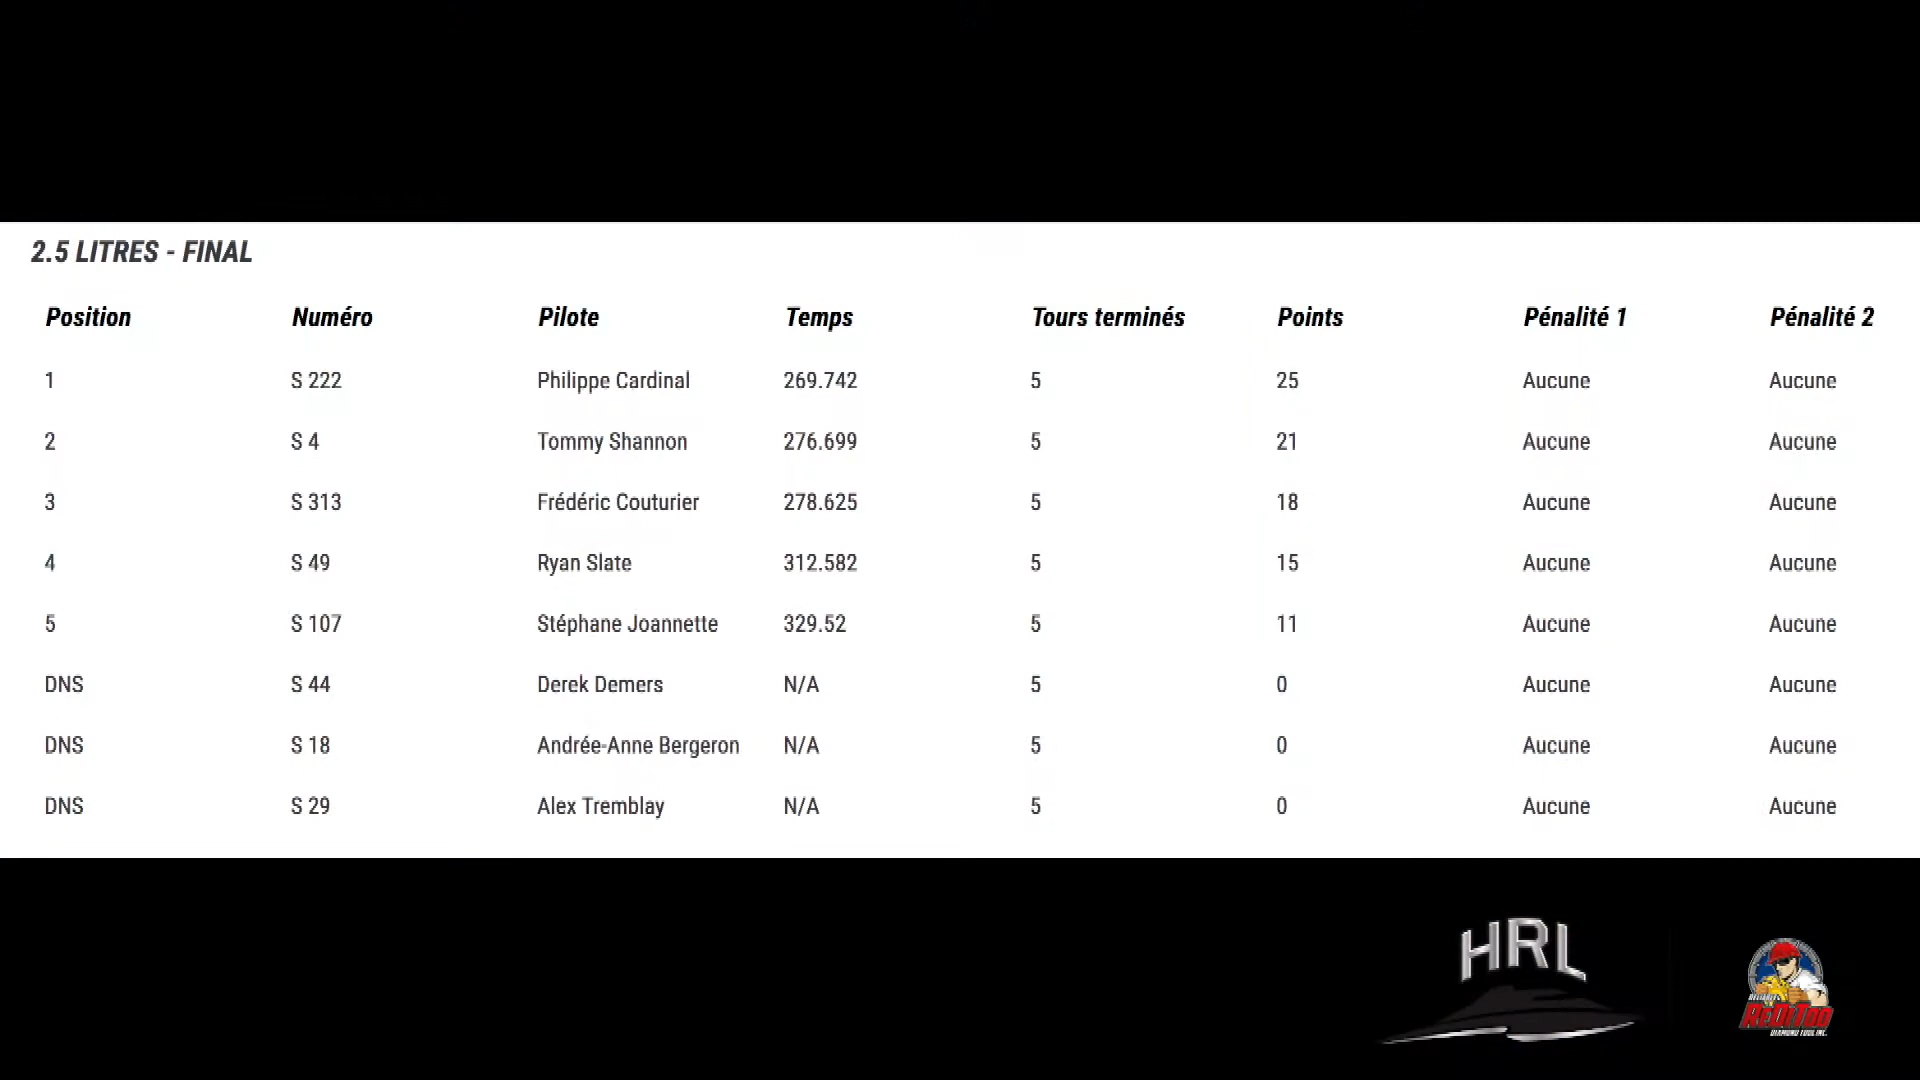 2.5 LITRES - FINAL
Position Numéro Pilote Temps Tours terminés Points Pénalité 1 Pénalité 2
1 S 222 Philippe Cardinal 269.742 5 25 Aucune Aucune
2 S 4 Tommy Shannon 276.699 5 21 Aucune Aucune
3 S 313 Frédéric Couturier 278.625 5 18 Aucune Aucune
4 S 49 Ryan Slate 312.582 5 15 Aucune Aucune
5 S 107 Stéphane Joannette 329.52 5 11 Aucune Aucune
DNS S 44 Derek Demers N/A 5 0 Aucune Aucune
DNS S 18 Andrée-Anne Bergeron N/A 5 0 Aucune Aucune
DNS S 29 Alex Tremblay N/A 5 0 Aucune Aucune
HRL
DIAMOND TOOL INC.